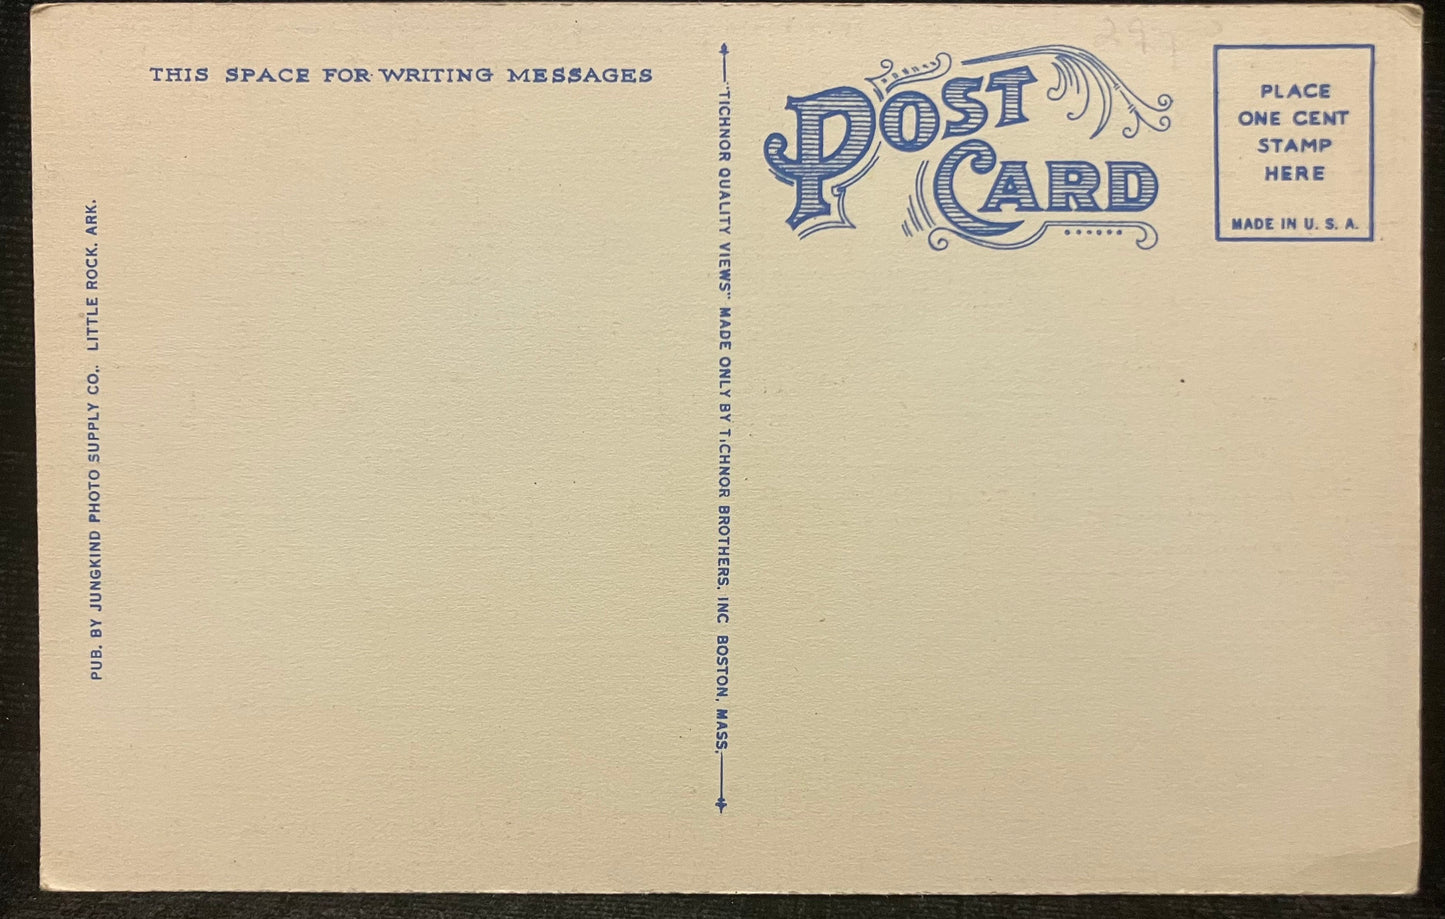 THIS SPACE FOR WRITING MESSAGES
POST
CARD
PLACE
ONE CENT
STAMP
HERE
MADE IN U. S. A.
PUB. BY JUNGKIND PHOTO SUPPLY CO., LITTLE ROCK, ARK.
"TICHNOR QUALITY VIEWS" MADE ONLY BY TICHNOR BROTHERS, INC BOSTON, MASS.